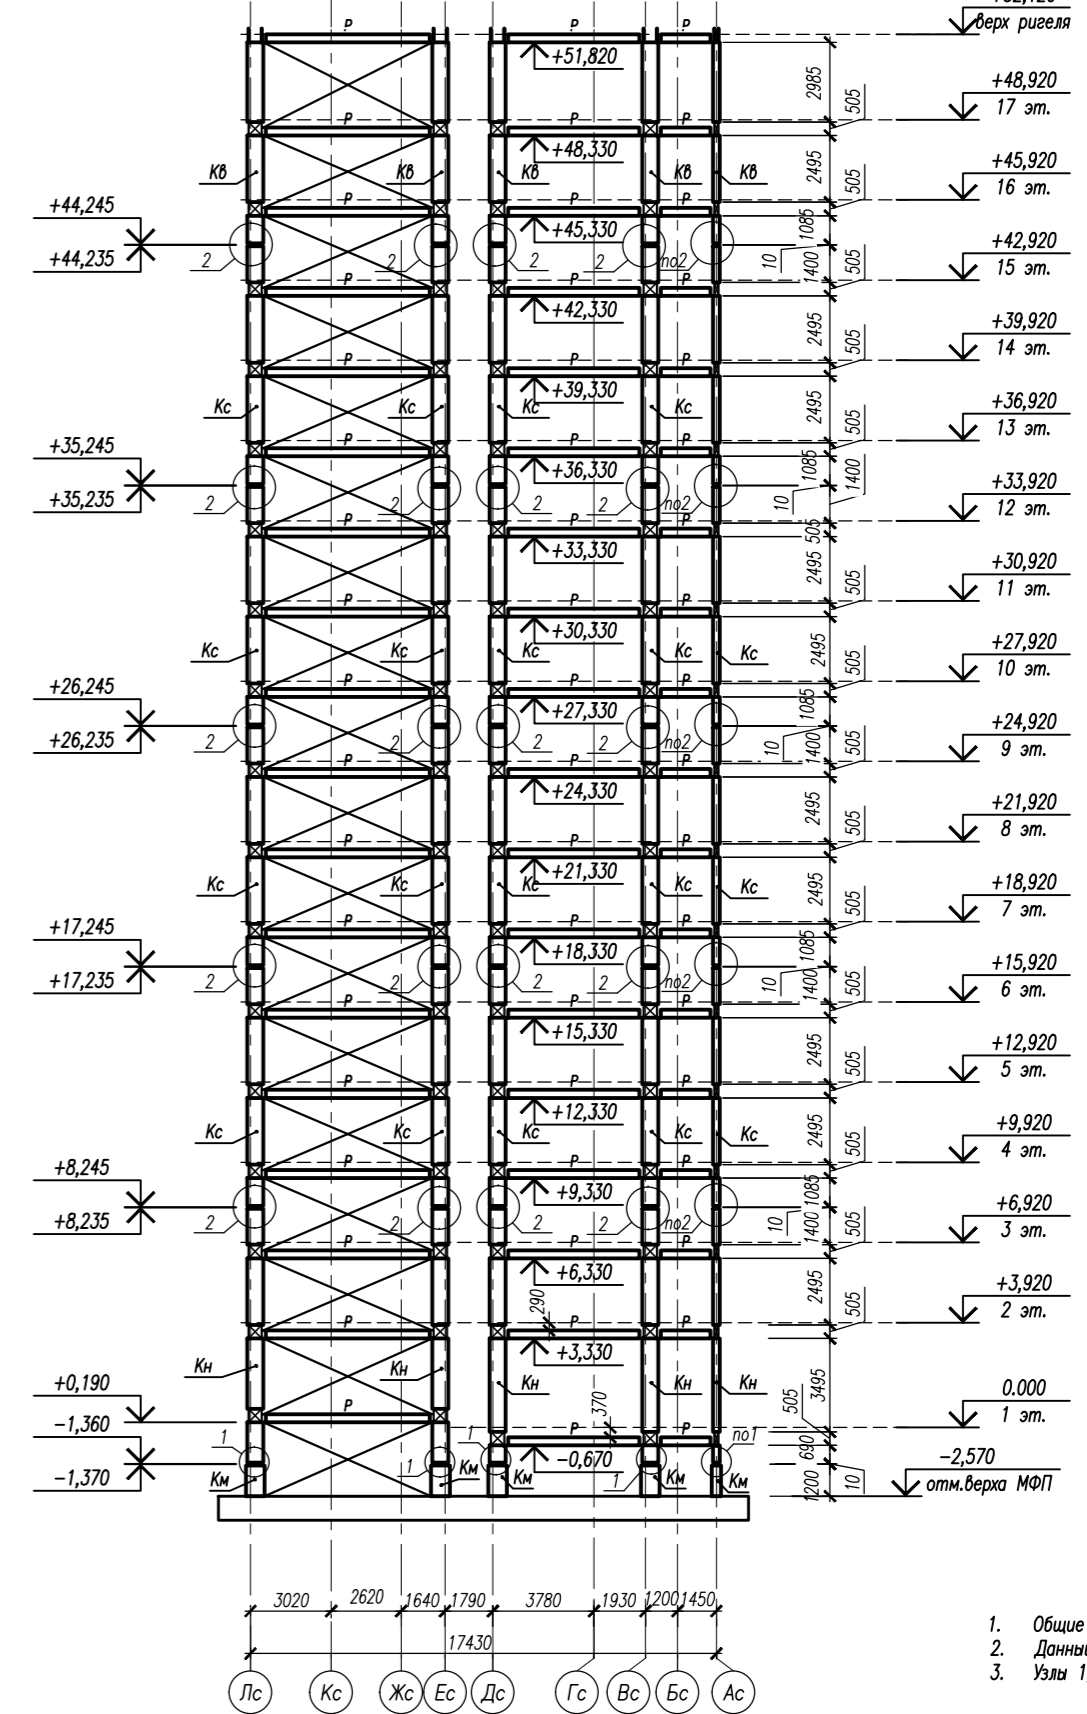 верх ригеля
Р Р Р
+51,820
2985
505
+48,920
17 эт.
Р Р Р
+48,330
Кв Кв Кв Кв Кв
2495
505
+45,920
16 эт.
Р Р Р
+44,245
+44,235
+45,330
2 2 2 2 по2
1085
10
1400
505
+42,920
15 эт.
Р Р Р
+42,330
2495
505
+39,920
14 эт.
Р Р Р
+39,330
Кс Кс Кс Кс
2495
505
+36,920
13 эт.
Р Р Р
+35,245
+35,235
+36,330
2 2 2 2 по2
1085
10
1400
505
+33,920
12 эт.
Р Р Р
+33,330
2495
505
+30,920
11 эт.
Р Р Р
+30,330
Кс Кс Кс Кс Кс
2495
505
+27,920
10 эт.
Р Р Р
+26,245
+26,235
+27,330
2 2 2 2 по2
1085
10
1400
505
+24,920
9 эт.
Р Р Р
+24,330
2495
505
+21,920
8 эт.
Р Р Р
+21,330
Кс Кс Кс Кс Кс
2495
505
+18,920
7 эт.
Р Р Р
+17,245
+17,235
+18,330
2 2 2 2 по2
1085
10
1400
505
+15,920
6 эт.
Р Р Р
+15,330
2495
505
+12,920
5 эт.
Р Р Р
+12,330
Кс Кс Кс Кс Кс
2495
505
+9,920
4 эт.
Р Р Р
+8,245
+8,235
+9,330
2 2 2 2 по2
1085
10
1400
505
+6,920
3 эт.
Р Р Р
+6,330
290
2495
505
+3,920
2 эт.
Р Р Р
+3,330
Кн Кн Кн Кн Кн
370
505
3495
0.000
1 эт.
+0,190
-1,360
-1,370
Р Р Р
1 1 1 1 по1
-0,670
Км Км Км Км Км
690
1200
10
-2,570
отм.верха МФП
3020 2620 1640 1790 3780 1930 1200 1450
17430
Лс Кс Жс Ес Дс Гс Вс Бс Ас
1. Общие
2. Данный
3. Узлы 1,